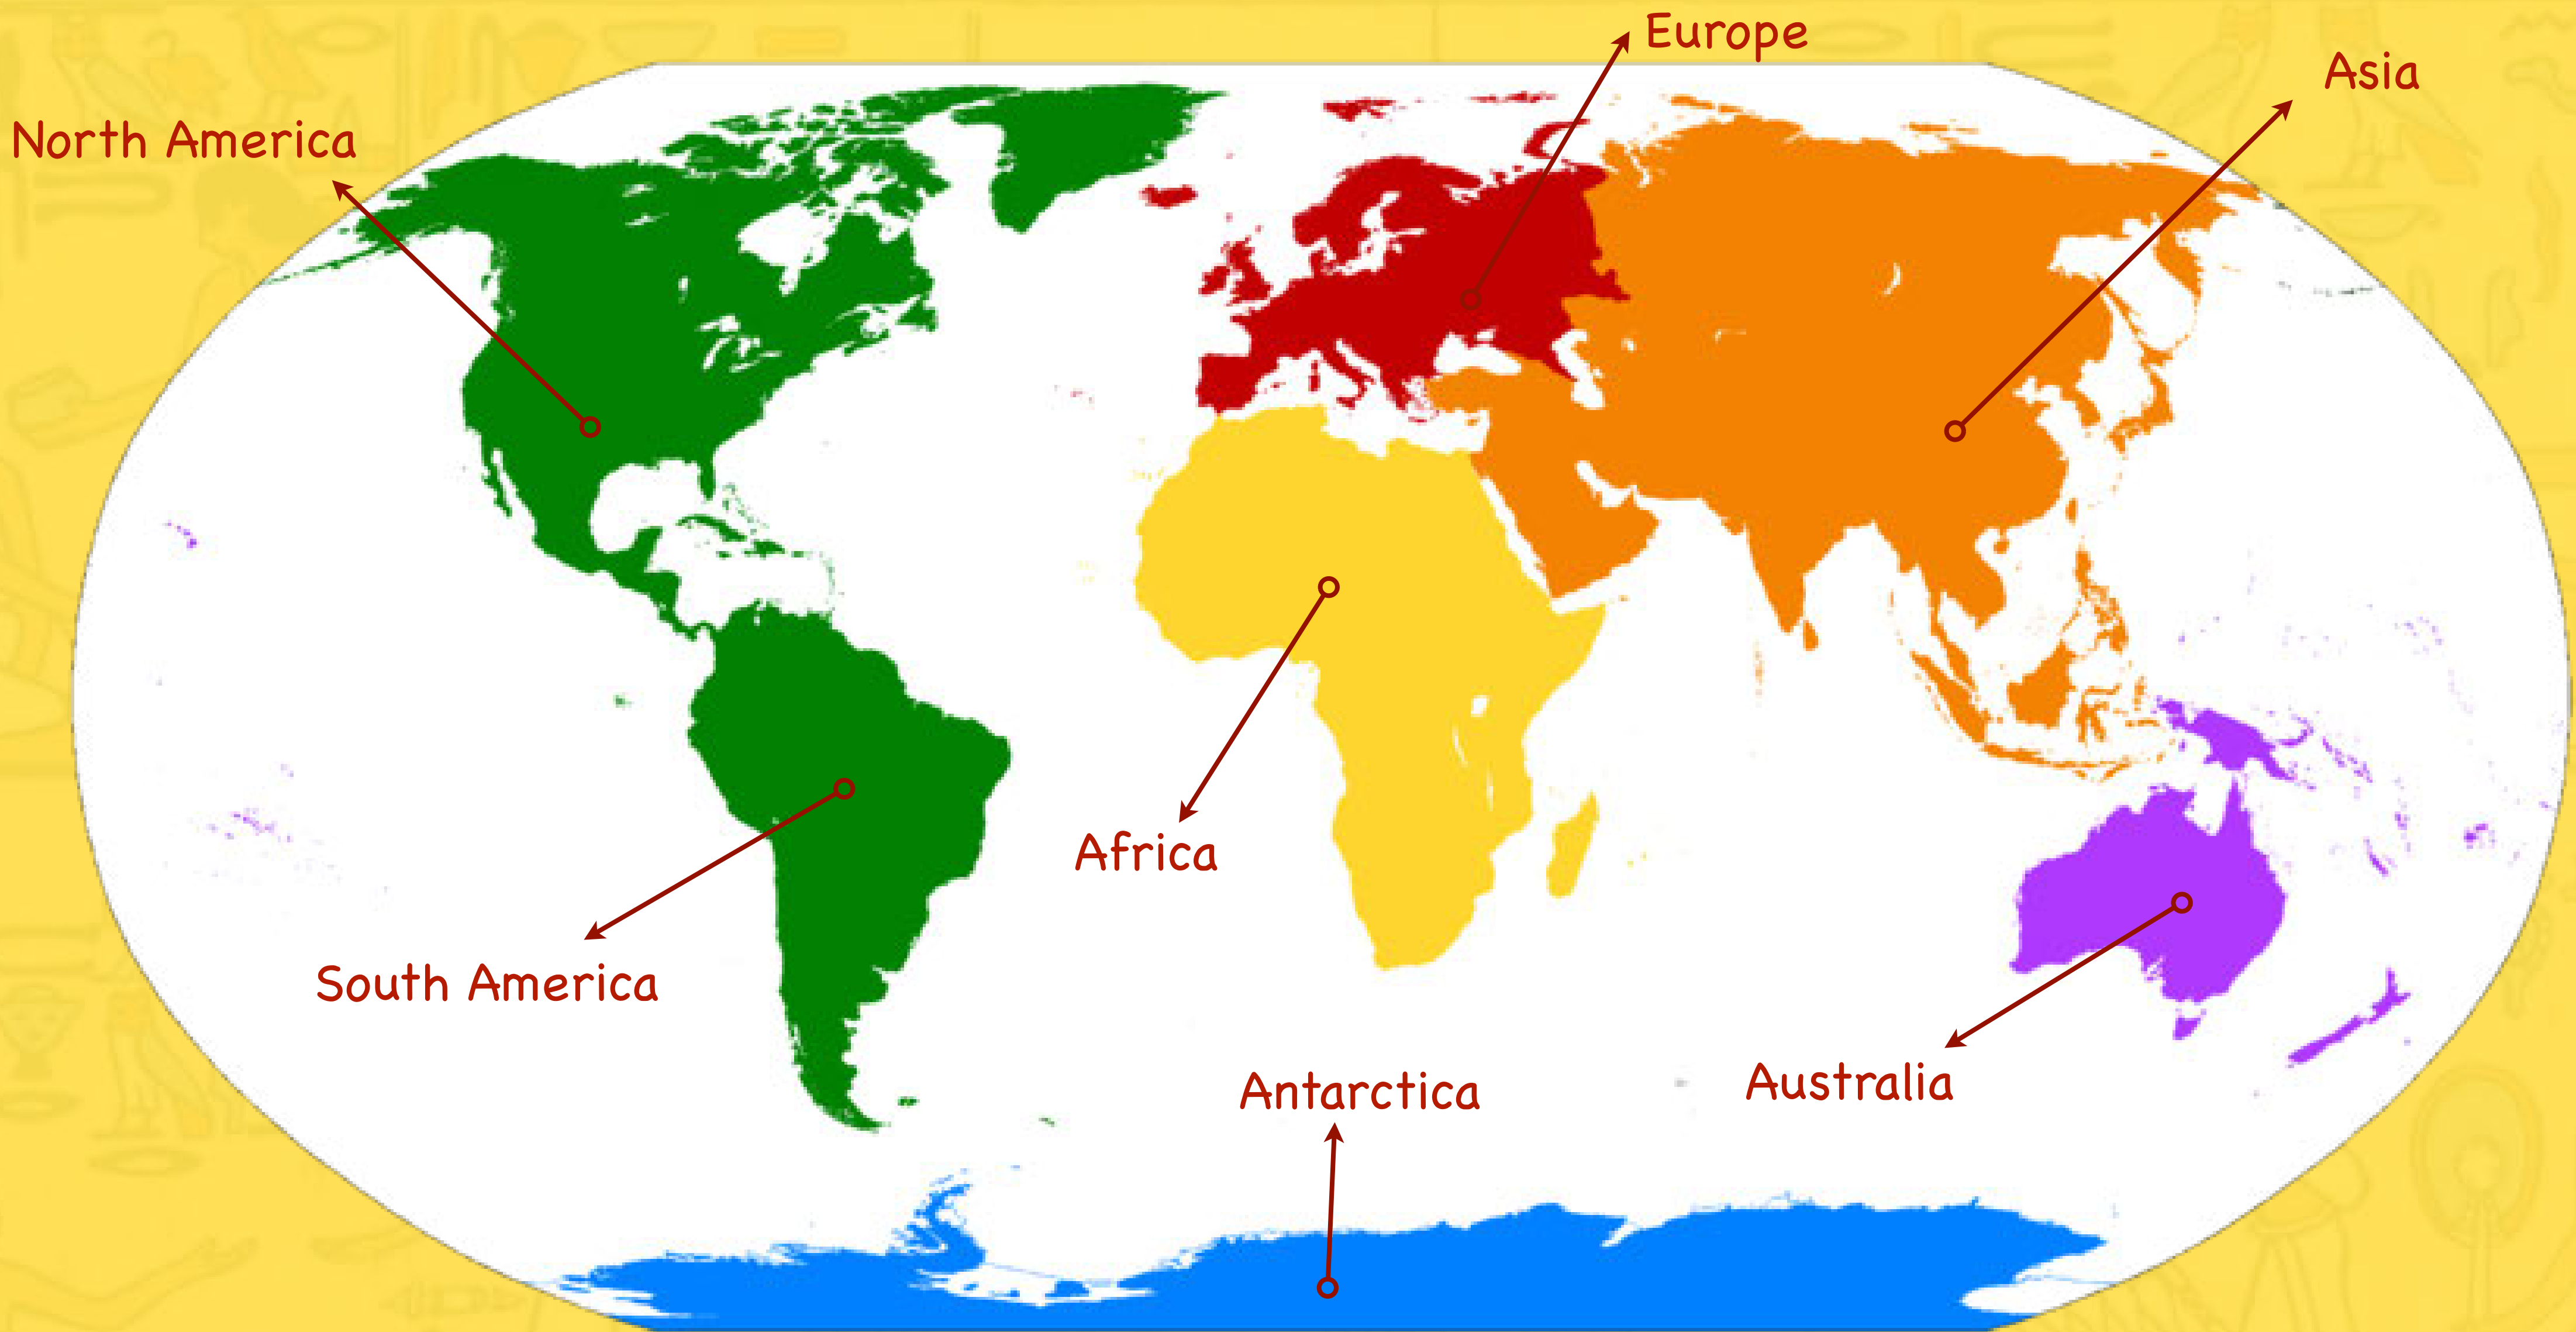 Europe
Asia
North America
Africa
South America
Antarctica
Australia